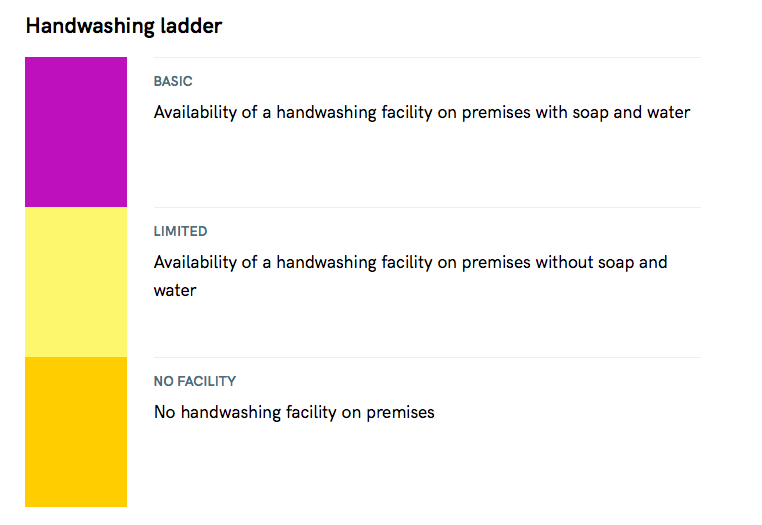 Handwashing ladder
BASIC
Availability of a handwashing facility on premises with soap and water
LIMITED
Availability of a handwashing facility on premises without soap and
water
NO FACILITY
No handwashing facility on premises